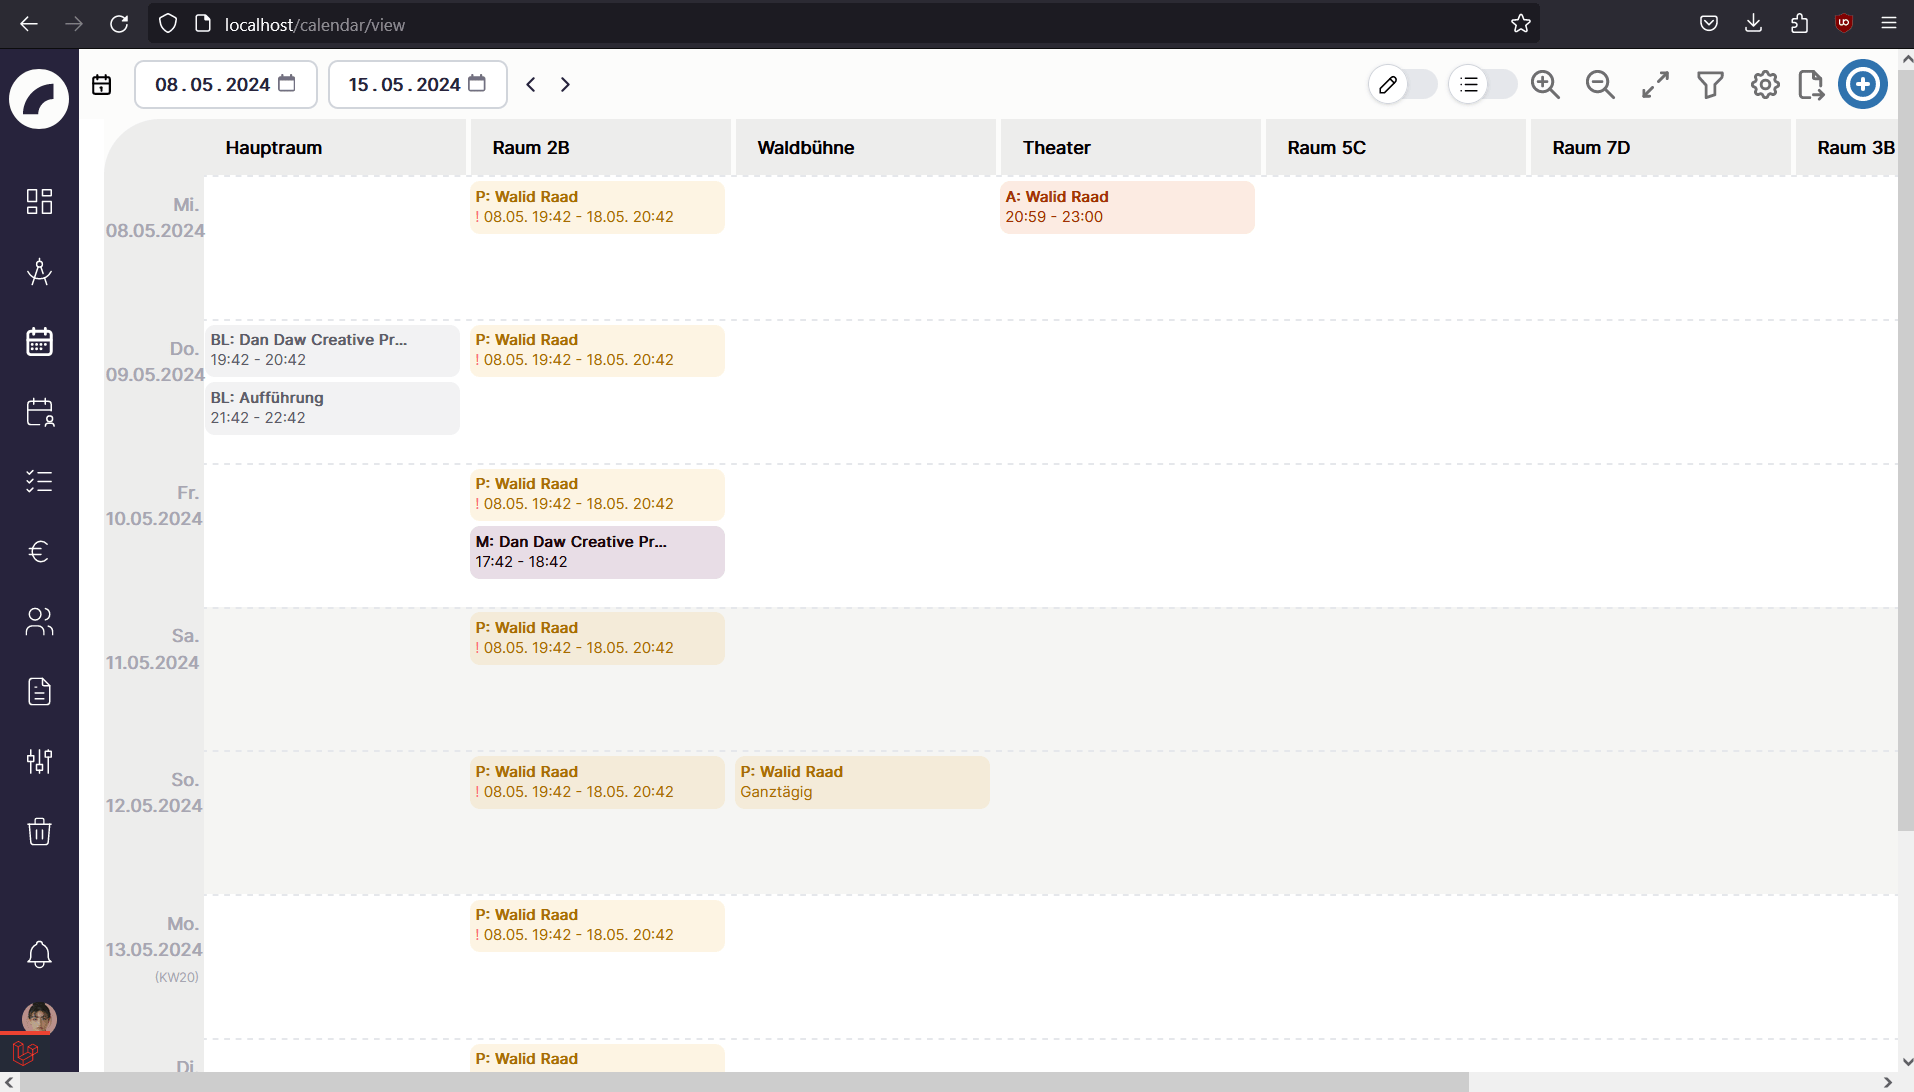 localhost/calendar/view
08.05.2024
15.05.2024
Hauptraum
Raum 2B
Waldbühne
Theater
Raum 5C
Raum 7D
Raum 3B
Mi.
08.05.2024
P: Walid Raad
! 08.05. 19:42 - 18.05. 20:42
A: Walid Raad
20:59 - 23:00
Do.
09.05.2024
BL: Dan Daw Creative Pr...
19:42 - 20:42
BL: Aufführung
21:42 - 22:42
P: Walid Raad
! 08.05. 19:42 - 18.05. 20:42
Fr.
10.05.2024
P: Walid Raad
! 08.05. 19:42 - 18.05. 20:42
M: Dan Daw Creative Pr...
17:42 - 18:42
Sa.
11.05.2024
P: Walid Raad
! 08.05. 19:42 - 18.05. 20:42
So.
12.05.2024
P: Walid Raad
! 08.05. 19:42 - 18.05. 20:42
P: Walid Raad
Ganztägig
Mo.
13.05.2024
(KW20)
P: Walid Raad
! 08.05. 19:42 - 18.05. 20:42
Di.
P: Walid Raad